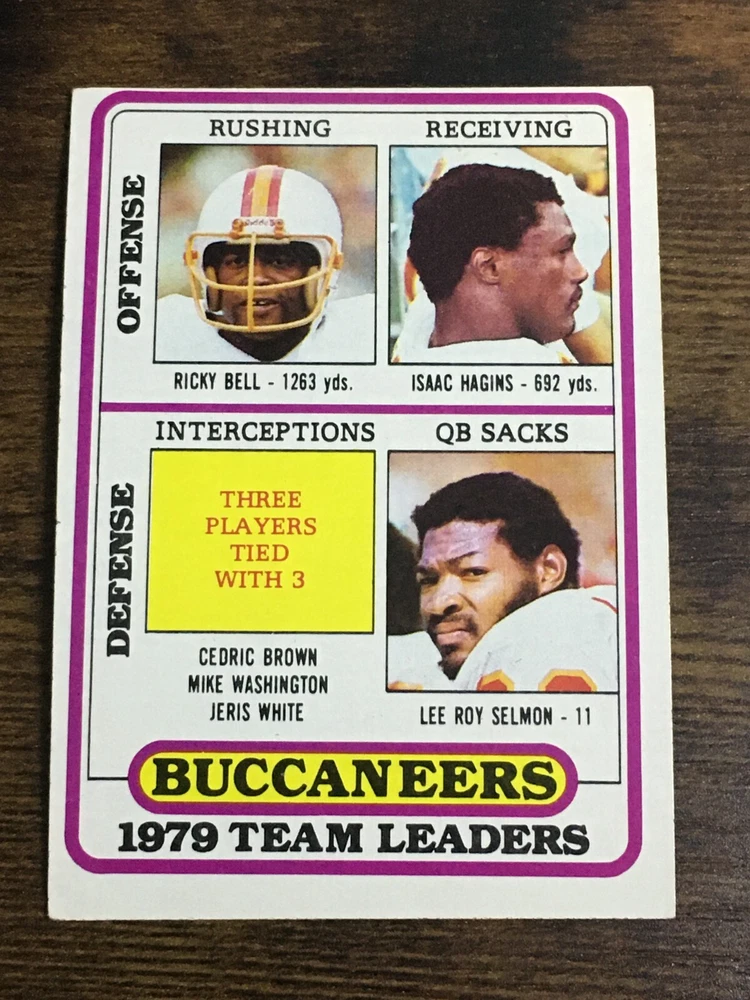 OFFENSE
RUSHING
RICKY BELL - 1263 yds.
RECEIVING
ISAAC HAGINS - 692 yds.
DEFENSE
INTERCEPTIONS
THREE
PLAYERS
TIED
WITH 3
CEDRIC BROWN
MIKE WASHINGTON
JERIS WHITE
QB SACKS
LEE ROY SELMON - 11
BUCCANEERS
1979 TEAM LEADERS